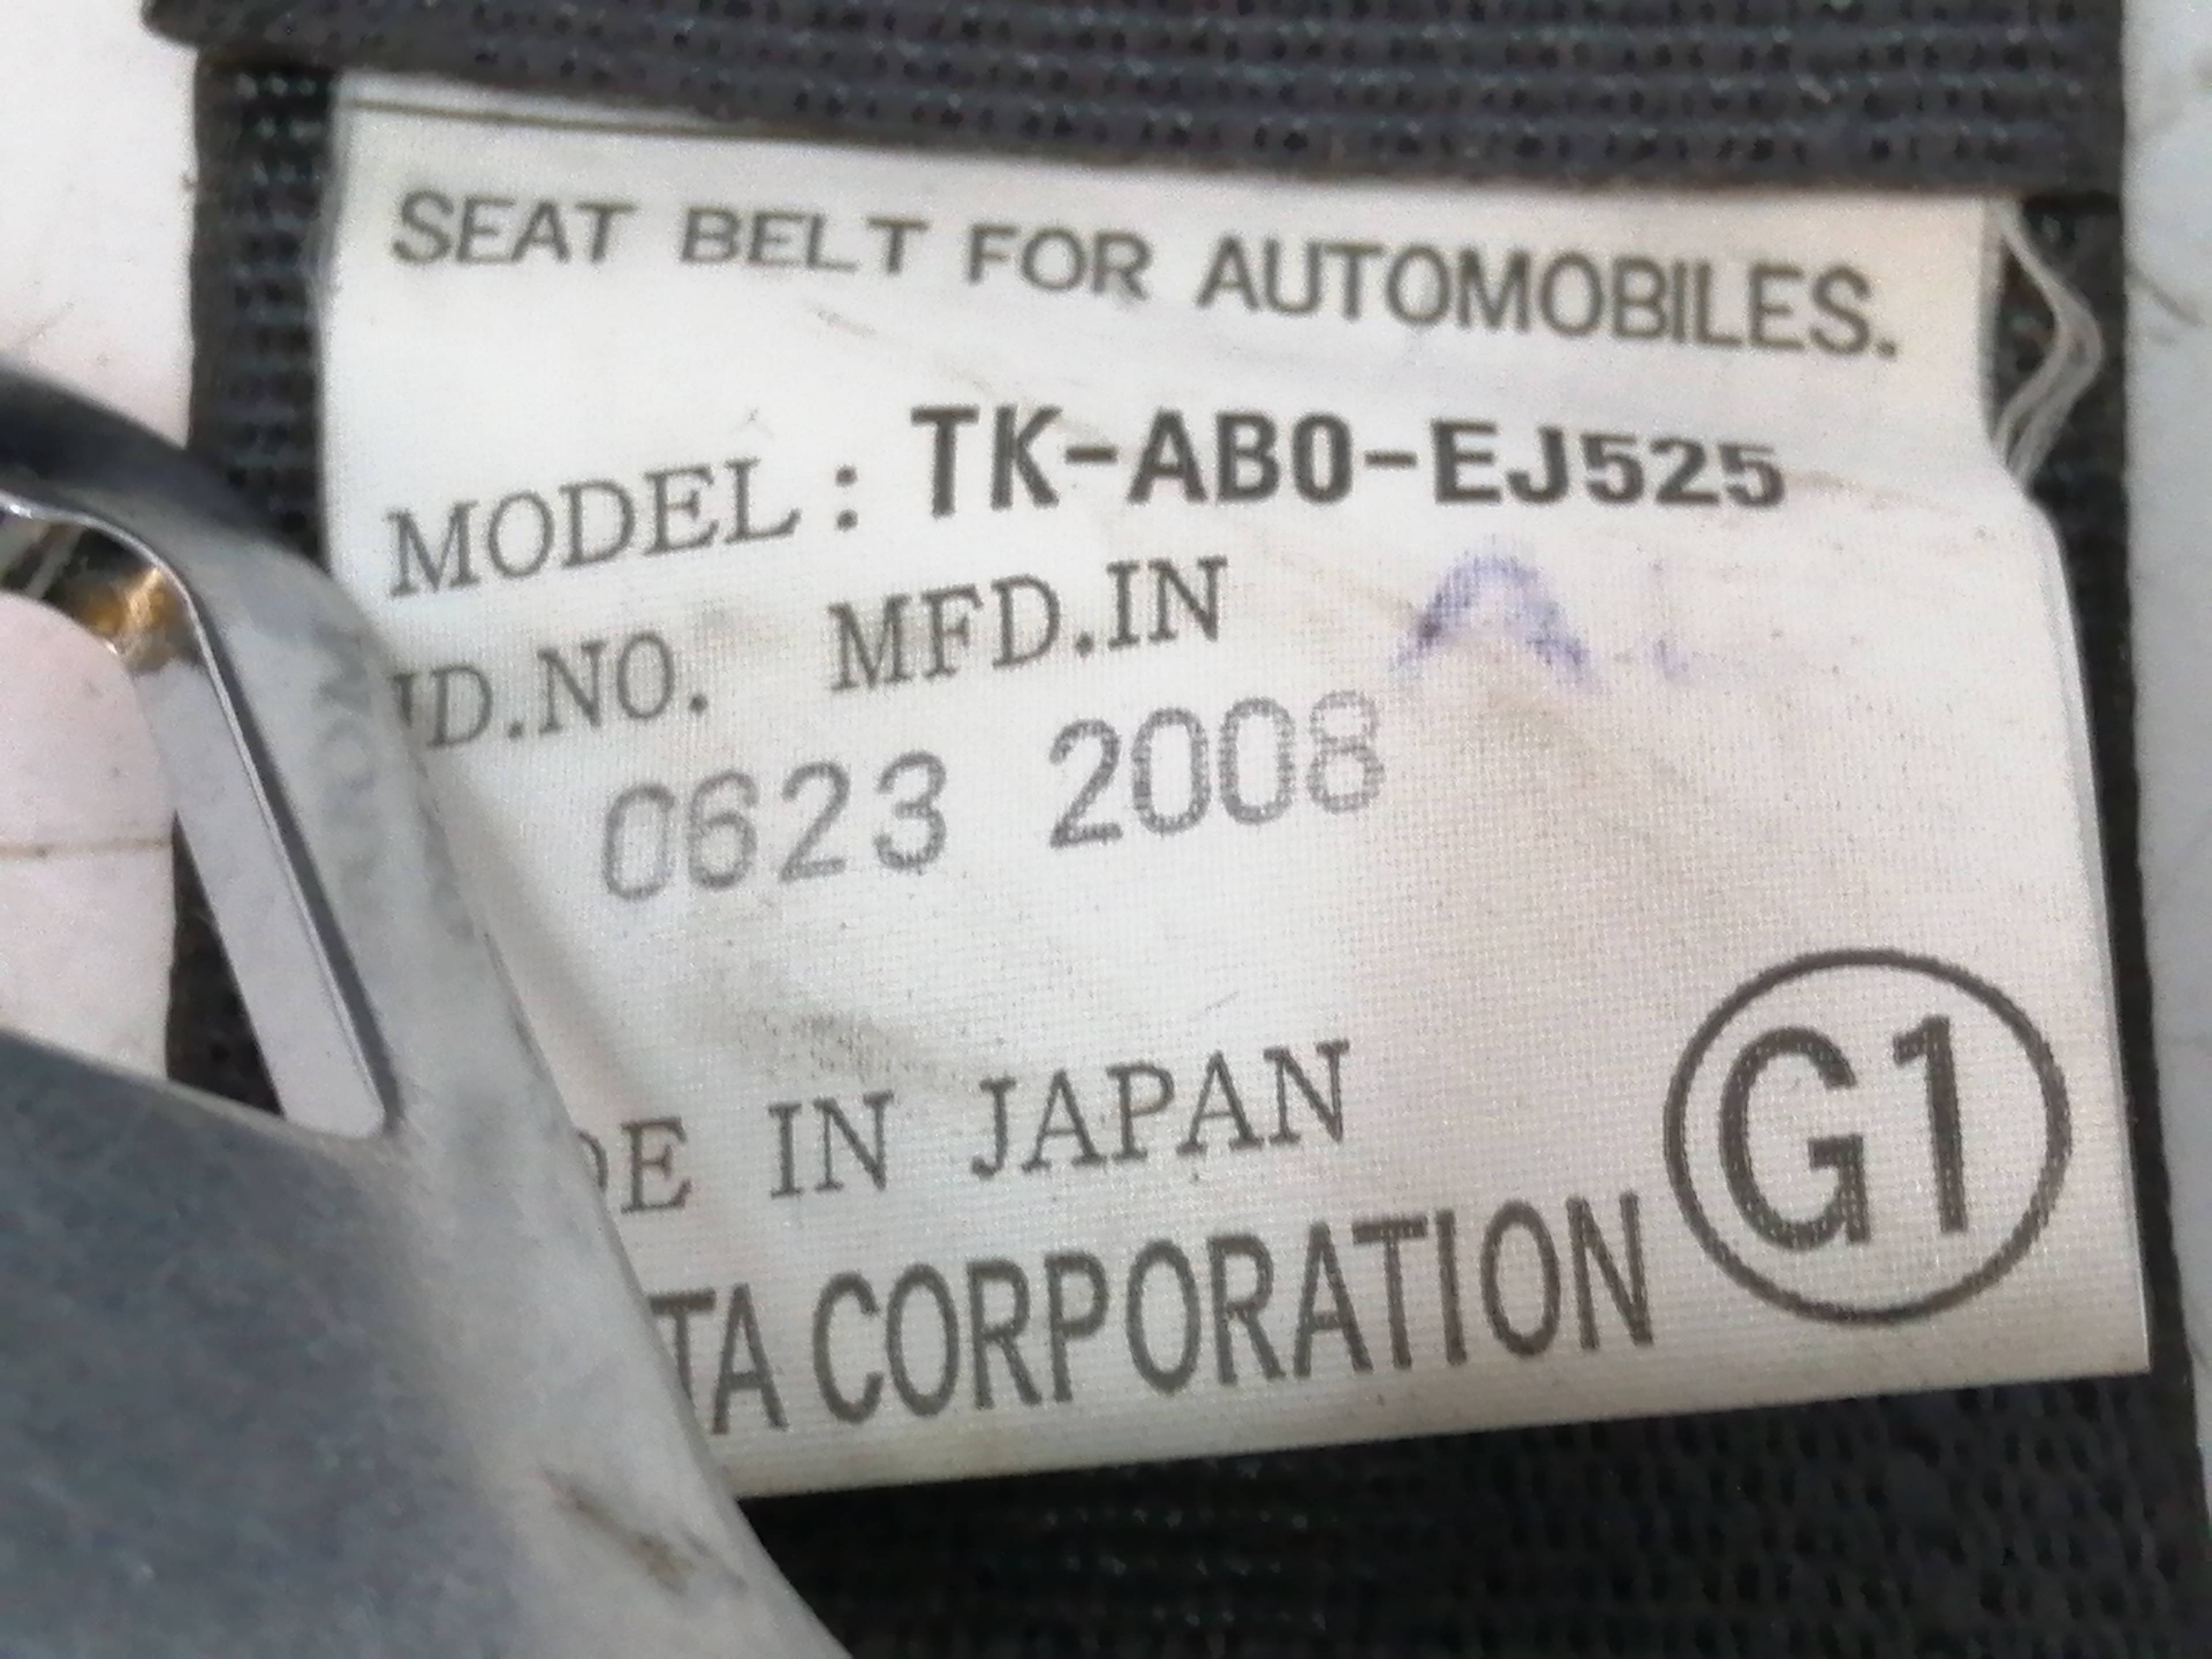 SEAT BELT FOR AUTOMOBILES.
MODEL : TK-AB0-EJ525
ID.NO. MFD.IN
0623 2008
DE IN JAPAN
TA CORPORATION
G1